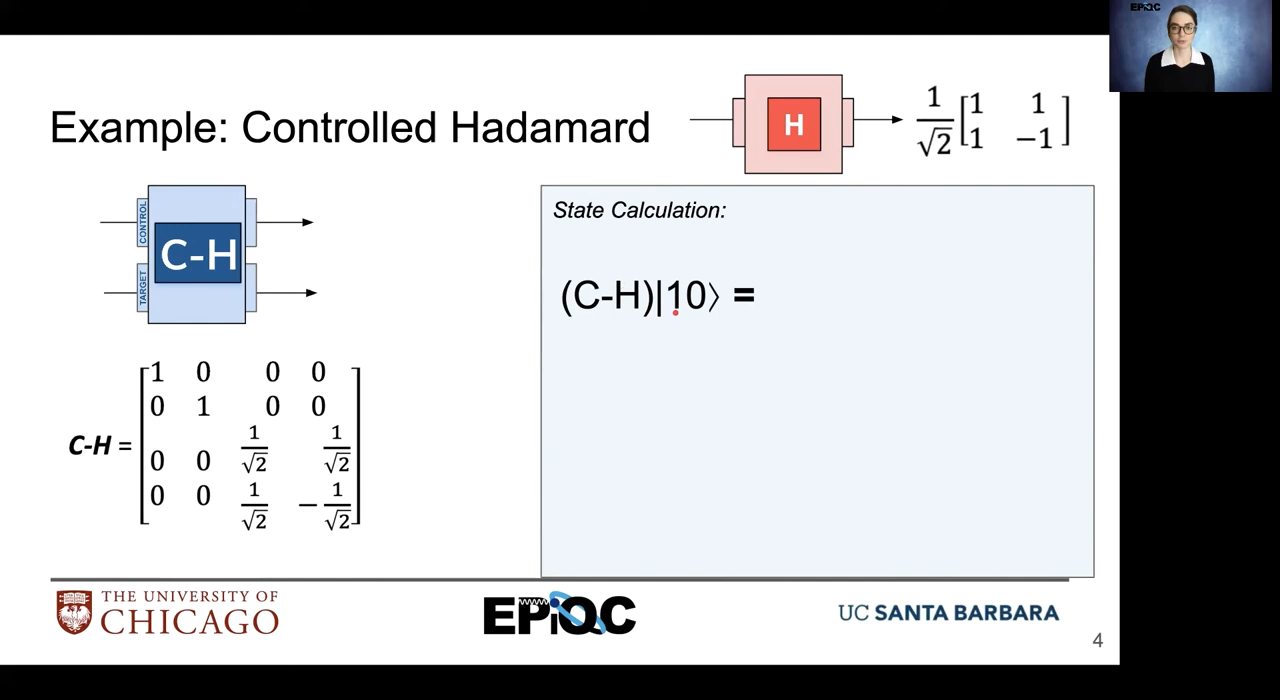 EPiQC
Example: Controlled Hadamard
H
1/√2 [1 1
1 −1]
CONTROL
TARGET
C-H
State Calculation:
(C-H)|10⟩ =
C-H =
1 0 0 0
0 1 0 0
0 0 1/√2 1/√2
0 0 1/√2 −1/√2
THE UNIVERSITY OF
CHICAGO
EPiQC
UC SANTA BARBARA
4